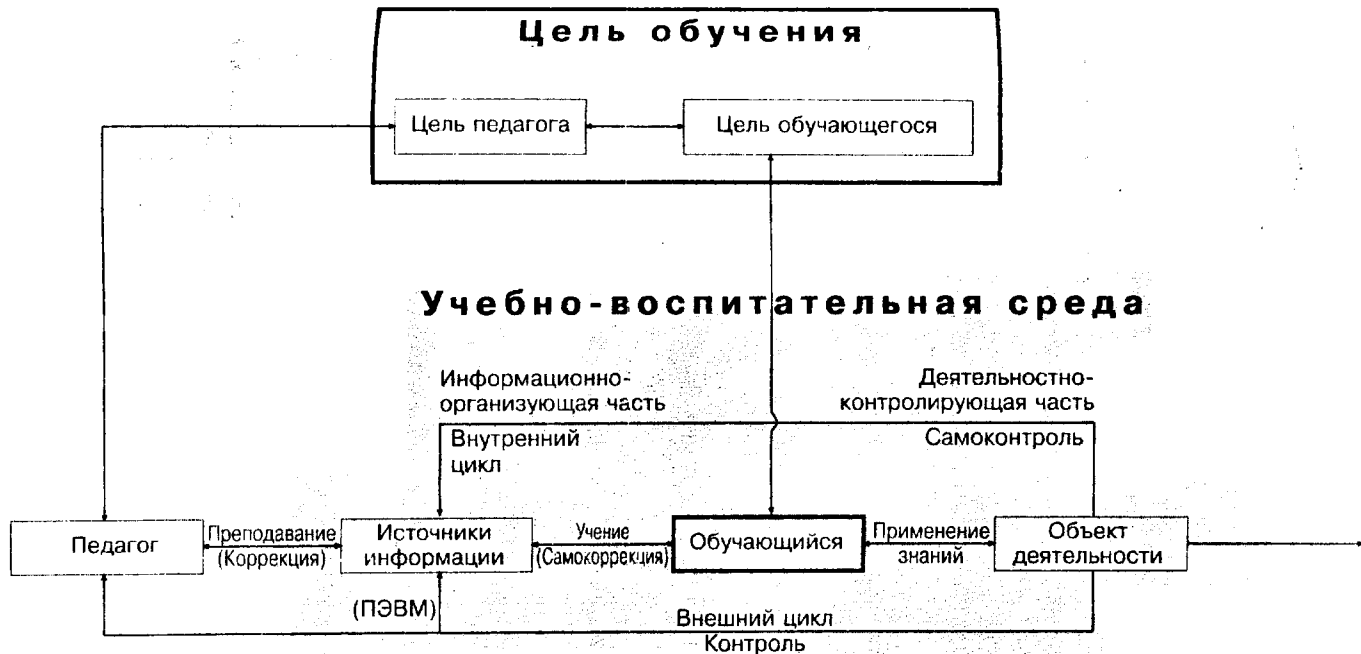 Цель обучения
Цель педагога
Цель обучающегося
Учебно-воспитательная среда
Информационно-
организующая часть
Деятельностно-
контролирующая часть
Внутренний
цикл
Самоконтроль
Педагог
Преподавание
(Коррекция)
Источники
информации
Учение
(Самокоррекция)
Обучающийся
Применение
знаний
Объект
деятельности
(ПЭВМ)
Внешний цикл
Контроль